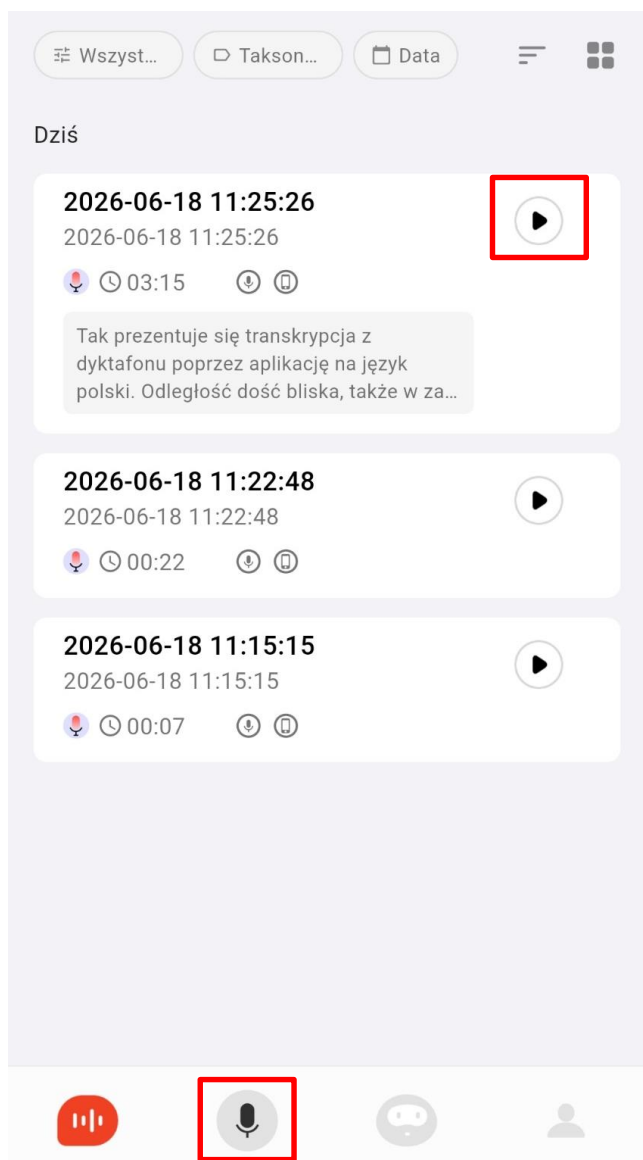 Wszyst... Takson... Data
Dziś
2026-06-18 11:25:26
2026-06-18 11:25:26
03:15
Tak prezentuje się transkrypcja z
dyktafonu poprzez aplikację na język
polski. Odległość dość bliska, także w za...
2026-06-18 11:22:48
2026-06-18 11:22:48
00:22
2026-06-18 11:15:15
2026-06-18 11:15:15
00:07